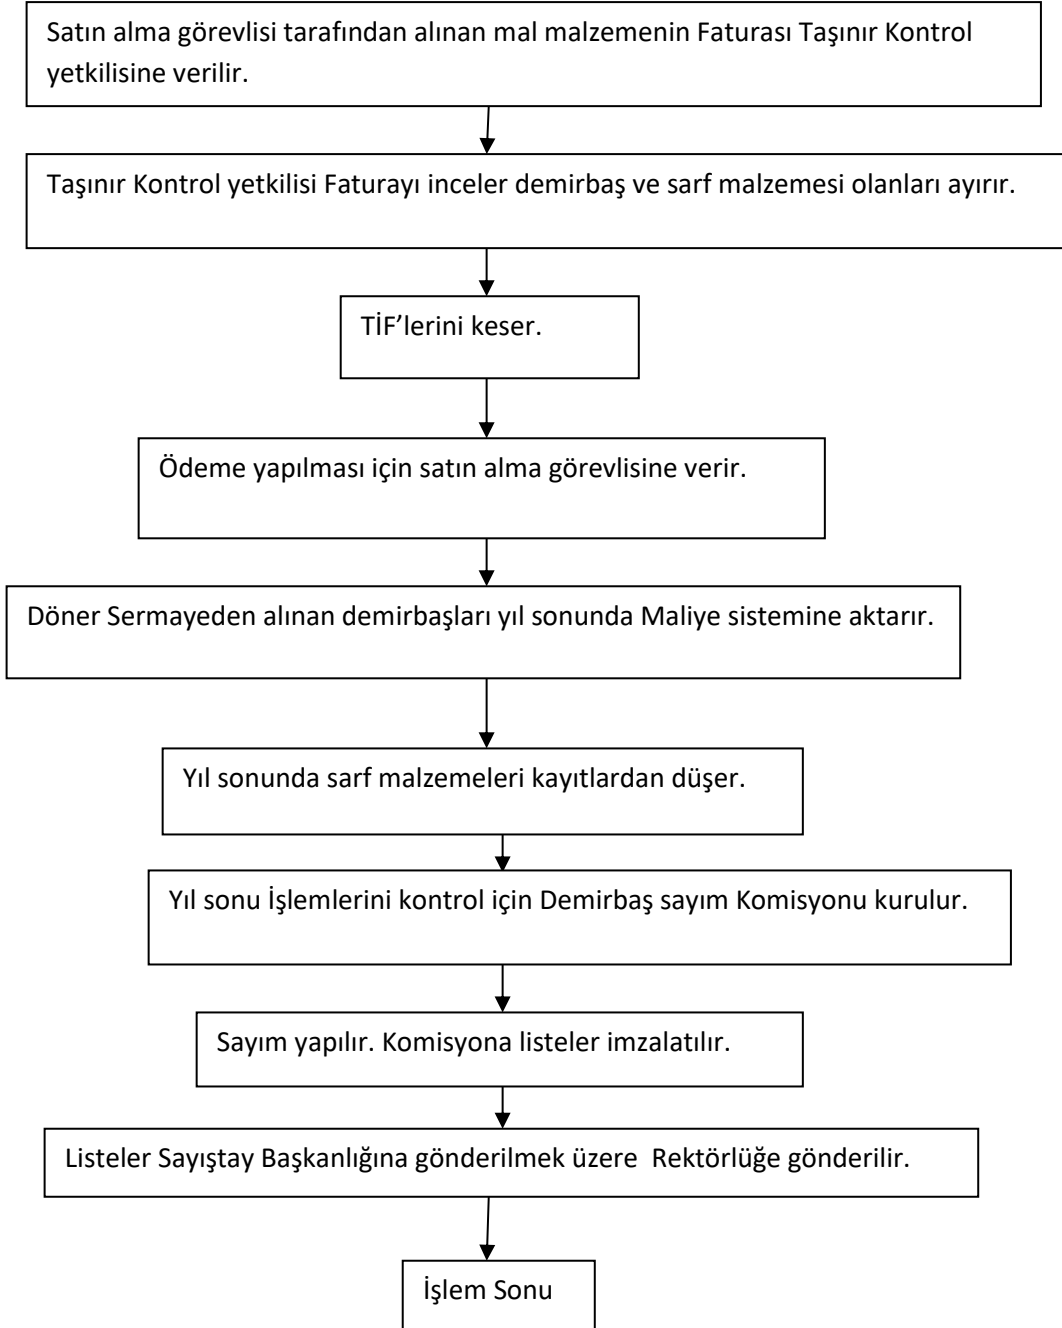 Satın alma görevlisi tarafından alınan mal malzemenin Faturası Taşınır Kontrol
yetkilisine verilir.
Taşınır Kontrol yetkilisi Faturayı inceler demirbaş ve sarf malzemesi olanları ayırır.
TİF’lerini keser.
Ödeme yapılması için satın alma görevlisine verir.
Döner Sermayeden alınan demirbaşları yıl sonunda Maliye sistemine aktarır.
Yıl sonunda sarf malzemeleri kayıtlardan düşer.
Yıl sonu İşlemlerini kontrol için Demirbaş sayım Komisyonu kurulur.
Sayım yapılır. Komisyona listeler imzalatılır.
Listeler Sayıştay Başkanlığına gönderilmek üzere  Rektörlüğe gönderilir.
İşlem Sonu